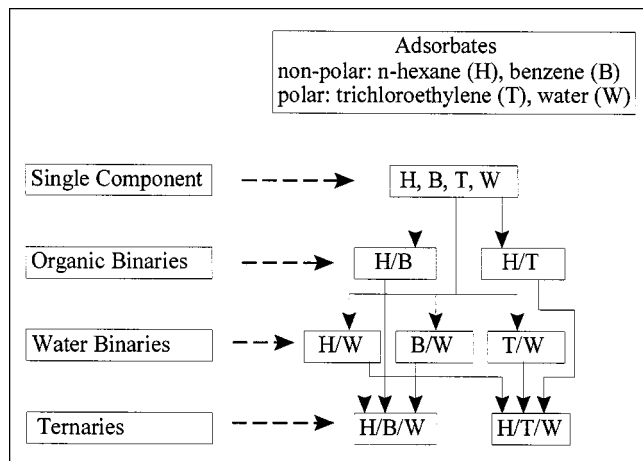 Adsorbates
non-polar: n-hexane (H), benzene (B)
polar: trichloroethylene (T), water (W)
Single Component
H, B, T, W
Organic Binaries
H/B
H/T
Water Binaries
H/W
B/W
T/W
Ternaries
H/B/W
H/T/W